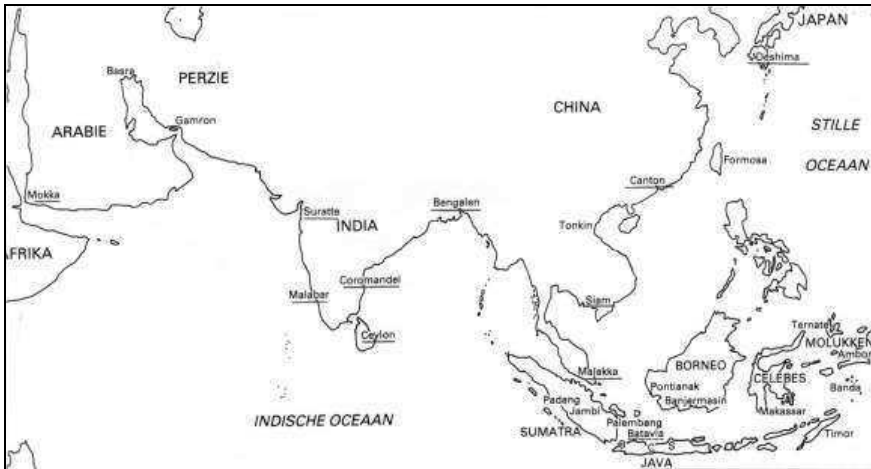 JAPAN
Deshima
PERZIE
Basra
CHINA
Gamron
STILLE
OCEAAN
ARABIE
Formosa
Canton
Mokka
Suratte
Bengalen
INDIA
Tonkin
AFRIKA
Coromandel
Malabar
Siam
Ceylon
Ternate
MOLUKKEN
Ambon
Malakka
BORNEO
CELEBES
Pontianak
Banda
Padang
Banjermasin
Jambi
Makassar
INDISCHE OCEAAN
Palembang
SUMATRA
Batavia
Timor
B C S
JAVA